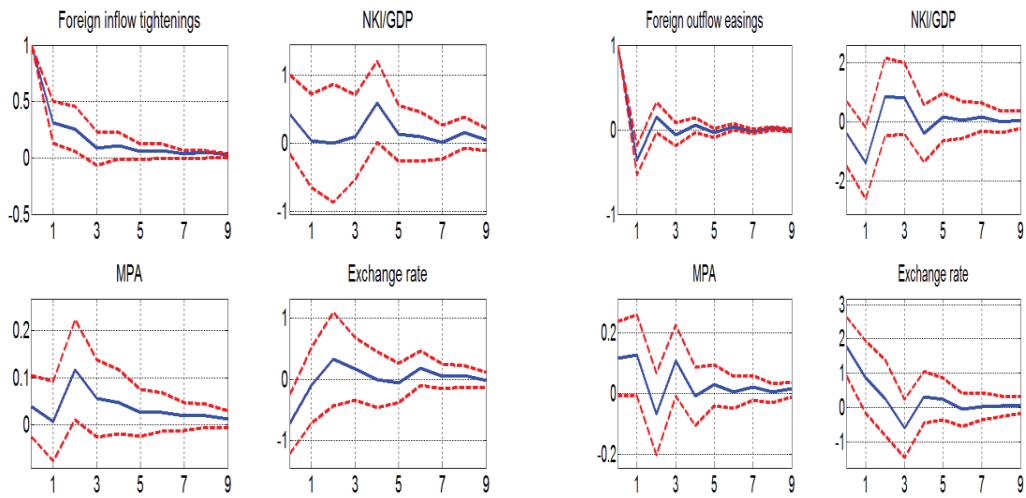 Foreign inflow tightenings
NKI/GDP
Foreign outflow easings
NKI/GDP
1
0.5
0
-0.5
1 3 5 7 9
1
0
-1
1 3 5 7 9
1
0
-1
1 3 5 7 9
2
0
-2
1 3 5 7 9
MPA
Exchange rate
MPA
Exchange rate
0.2
0.1
0
1 3 5 7 9
1
0
-1
1 3 5 7 9
0.2
0
-0.2
1 3 5 7 9
3
2
1
0
-1
1 3 5 7 9